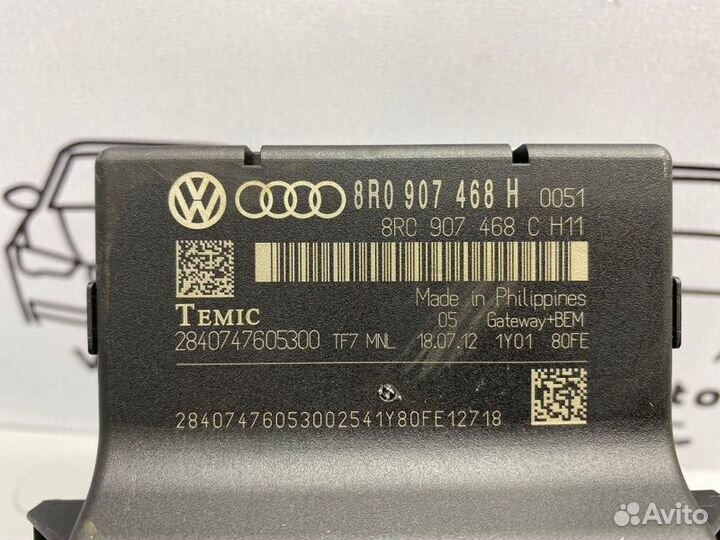 8R0 907 468 H 0051
8RC 907 468 C H11
Made in Philippines
05 Gateway+BEM
TEMIC
2840747605300 TF7 MNL 18.07.12 1Y01 80FE
28407476053002541Y80FE12718
Avito